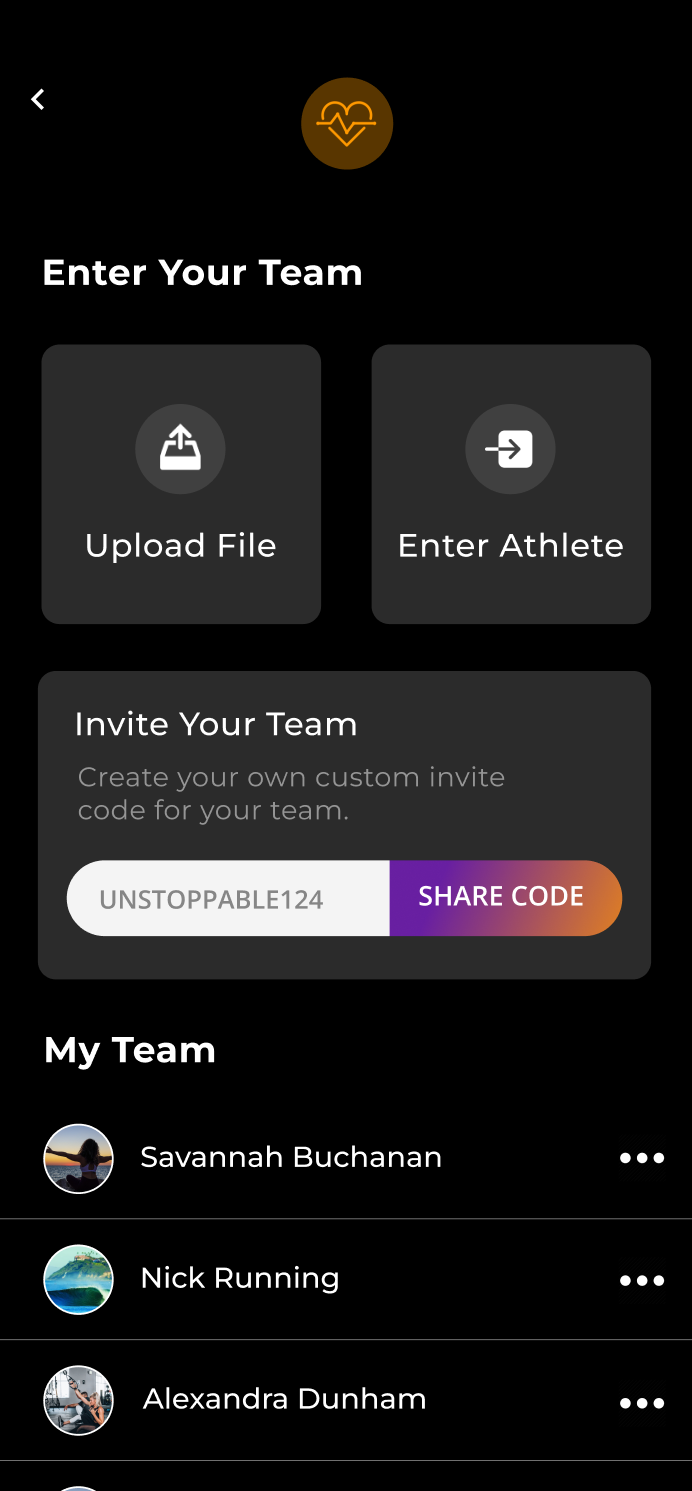 Enter Your Team
Upload File
Enter Athlete
Invite Your Team
Create your own custom invite
code for your team.
UNSTOPPABLE124
SHARE CODE
My Team
Savannah Buchanan
Nick Running
Alexandra Dunham